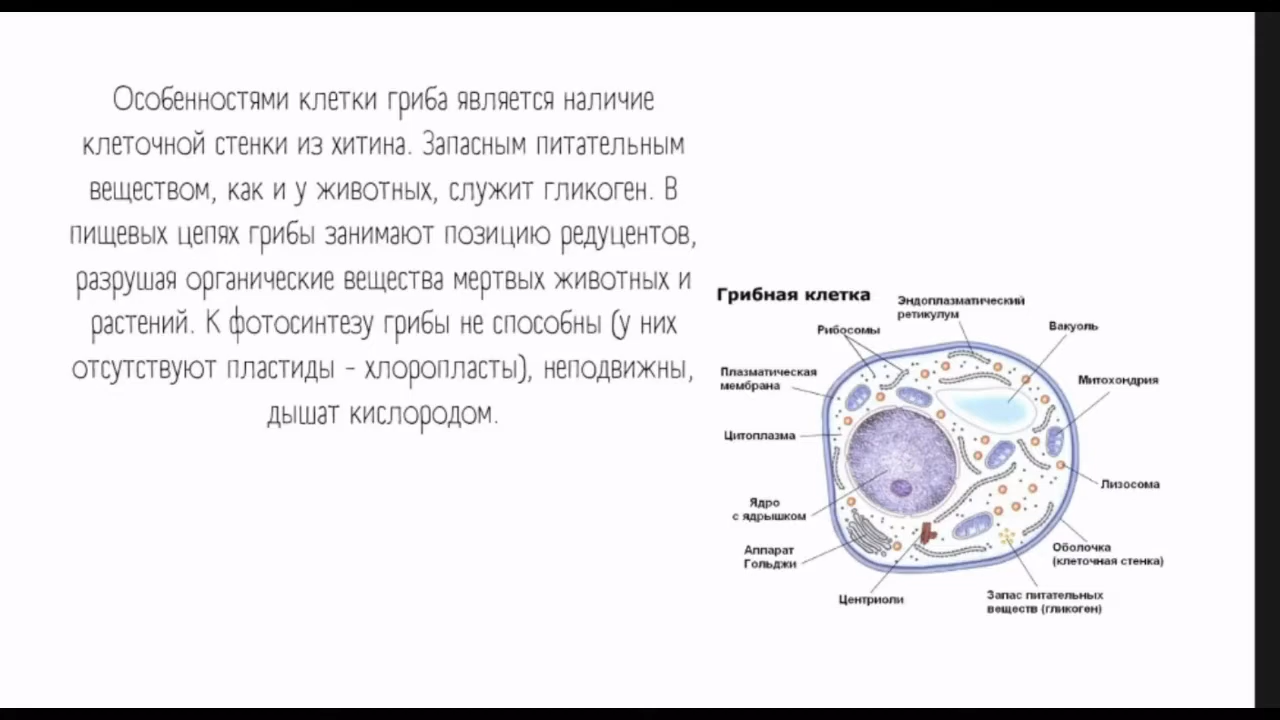 Особенностями клетки гриба является наличие
клеточной стенки из хитина. Запасным питательным
веществом, как и у животных, служит гликоген. В
пищевых цепях грибы занимают позицию редуцентов,
разрушая органические вещества мертвых животных и
растений. К фотосинтезу грибы не способны (у них
отсутствуют пластиды - хлоропласты), неподвижны,
дышат кислородом.
Грибная клетка
Эндоплазматический
ретикулум
Рибосомы
Вакуоль
Плазматическая
мембрана
Митохондрия
Цитоплазма
Лизосома
Ядро
с ядрышком
Аппарат
Гольджи
Оболочка
(клеточная стенка)
Центриоли
Запас питательных
веществ (гликоген)